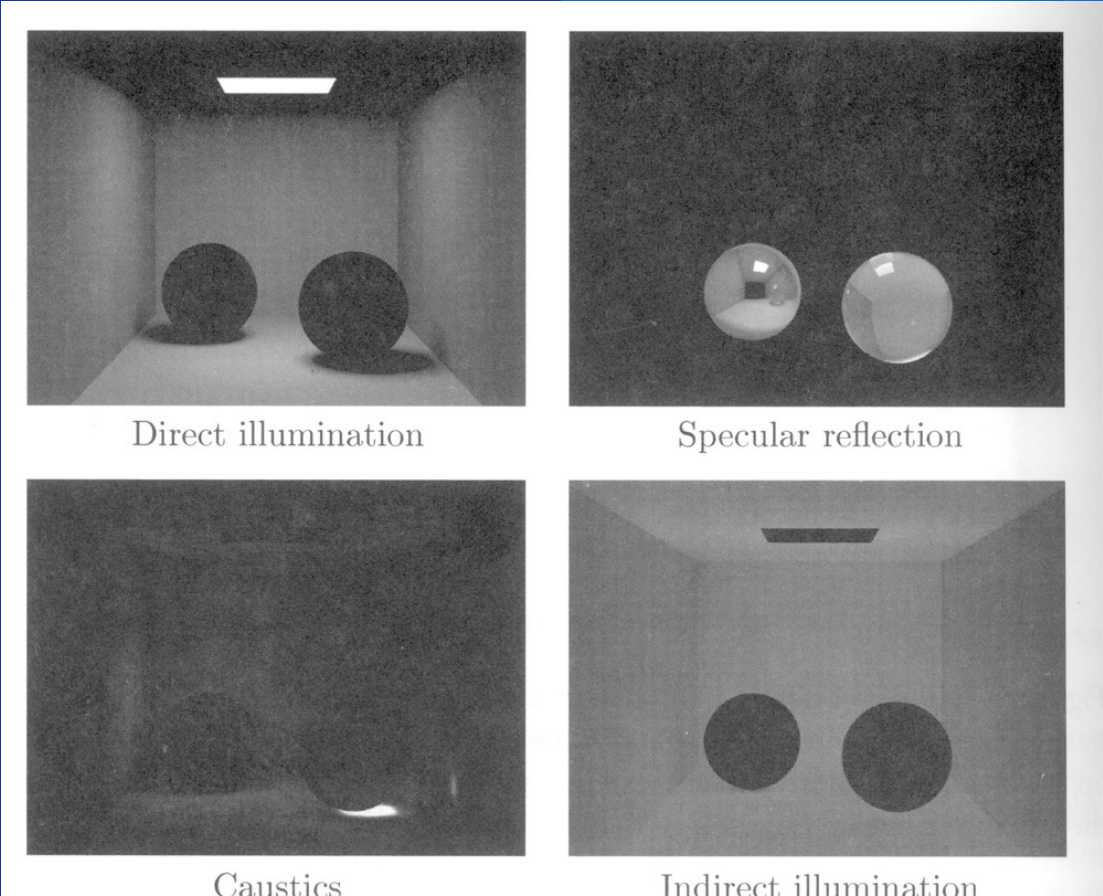 Direct illumination
Specular reflection
Caustics
Indirect illumination